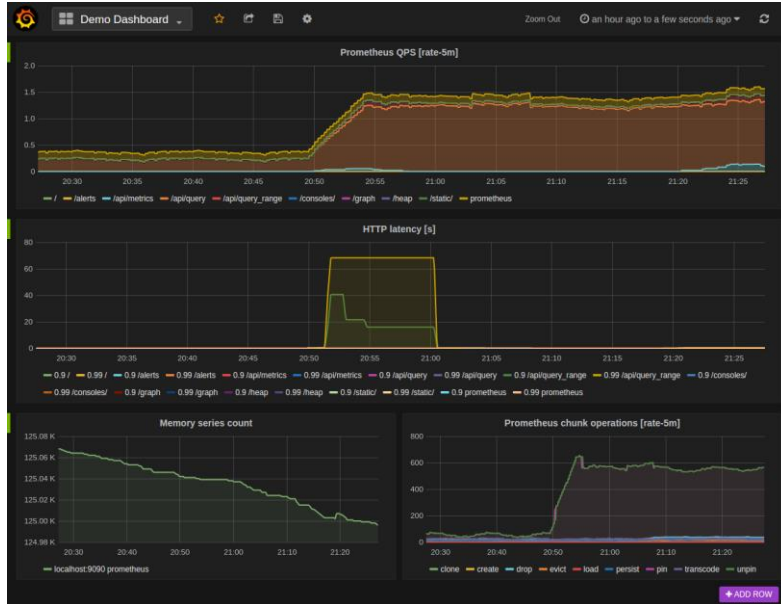 Demo Dashboard
Zoom Out an hour ago to a few seconds ago
Prometheus QPS [rate-5m]
2.0
1.5
1.0
0.5
0
20:30 20:35 20:40 20:45 20:50 20:55 21:00 21:05 21:10 21:15 21:20 21:25
/ /alerts /api/metrics /api/query /api/query_range /consoles/ /graph /heap /static/ prometheus
HTTP latency [s]
80
60
40
20
0
20:30 20:35 20:40 20:45 20:50 20:55 21:00 21:05 21:10 21:15 21:20 21:25
0.9 / 0.99 / 0.9 /alerts 0.99 /alerts 0.9 /api/metrics 0.99 /api/metrics 0.9 /api/query 0.99 /api/query 0.9 /api/query_range 0.99 /api/query_range 0.9 /consoles/
0.99 /consoles/ 0.9 /graph 0.99 /graph 0.9 /heap 0.99 /heap 0.9 /static/ 0.99 /static/ 0.9 prometheus 0.99 prometheus
Memory series count
125.08 K
125.06 K
125.04 K
125.02 K
125.00 K
124.98 K
20:30 20:40 20:50 21:00 21:10 21:20
localhost:9090 prometheus
Prometheus chunk operations [rate-5m]
800
600
400
200
0
20:30 20:40 20:50 21:00 21:10 21:20
clone create drop evict load persist pin transcode unpin
+ ADD ROW